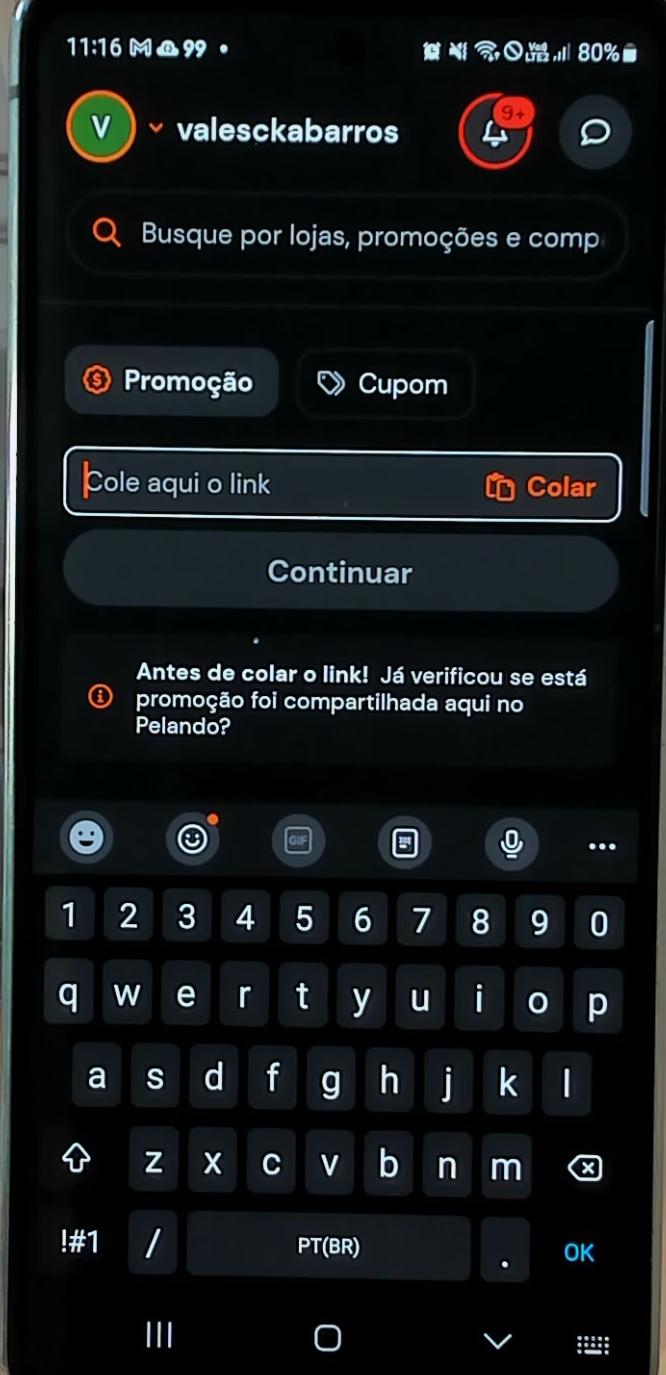 11:16 M 99 •
Vo) LTE2 80%
V valesckabarros 9+
Busque por lojas, promoções e comp
Promoção Cupom
Cole aqui o link Colar
Continuar
Antes de colar o link! Já verificou se está
promoção foi compartilhada aqui no
Pelando?
GIF
1 2 3 4 5 6 7 8 9 0
q w e r t y u i o p
a s d f g h j k l
z x c v b n m
!#1 / PT(BR) . OK